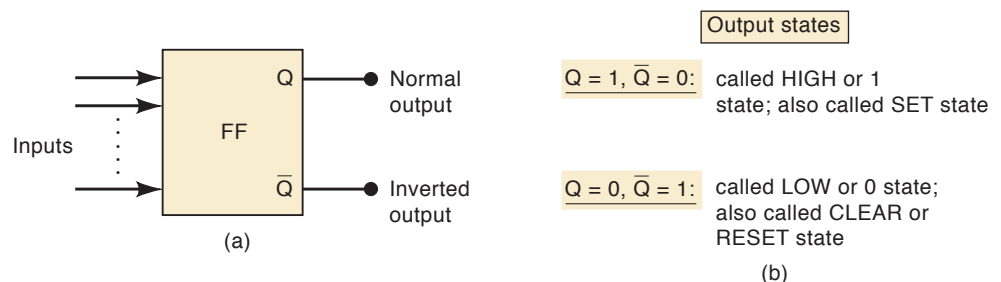 Inputs
FF
Q
Q̅
Normal
output
Inverted
output
(a)
Output states
Q = 1, Q̅ = 0:
called HIGH or 1
state; also called SET state
Q = 0, Q̅ = 1:
called LOW or 0 state;
also called CLEAR or
RESET state
(b)